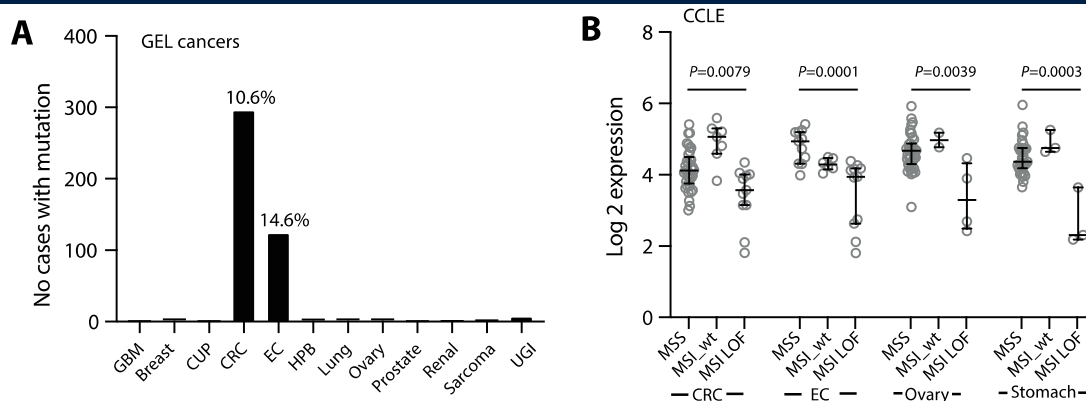 A
GEL cancers
No cases with mutation
400
300
200
100
0
10.6%
14.6%
GBM
Breast
CUP
CRC
EC
HPB
Lung
Ovary
Prostate
Renal
Sarcoma
UGI
B
CCLE
Log 2 expression
8
6
4
2
0
P=0.0079
P=0.0001
P=0.0039
P=0.0003
MSS
MSI_wt
MSI LOF
MSS
MSI_wt
MSI LOF
MSS
MSI_wt
MSI LOF
MSS
MSI_wt
MSI LOF
CRC
EC
Ovary
Stomach